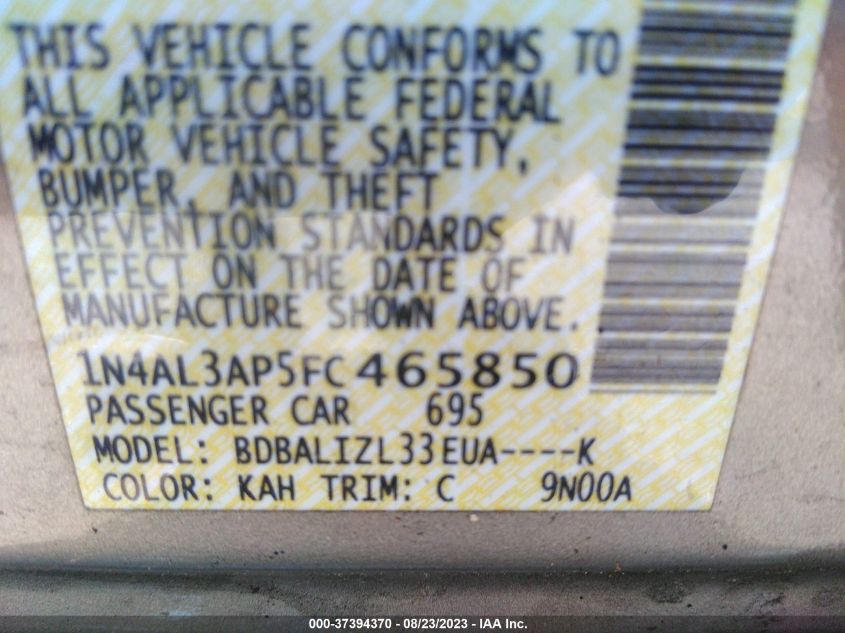 THIS VEHICLE CONFORMS TO
ALL APPLICABLE FEDERAL
MOTOR VEHICLE SAFETY,
BUMPER, AND THEFT
PREVENTION STANDARDS IN
EFFECT ON THE DATE OF
MANUFACTURE SHOWN ABOVE.
1N4AL3AP5FC465850
PASSENGER CAR 695
MODEL: BDBALIZL33EUA----K
COLOR: KAH TRIM: C 9N00A
000-37394370 - 08/23/2023 - IAA Inc.